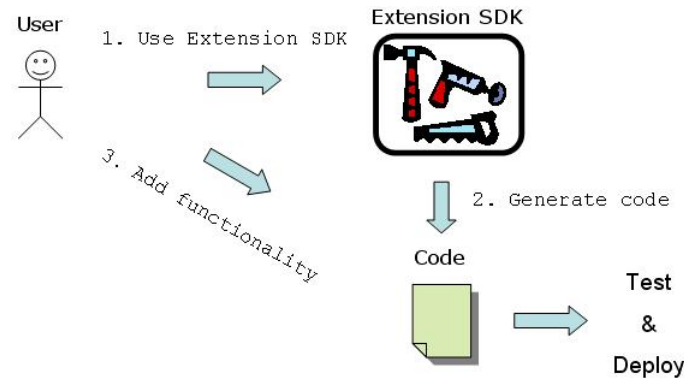 User
Extension SDK
1. Use Extension SDK
3. Add functionality
2. Generate code
Code
Test
&
Deploy